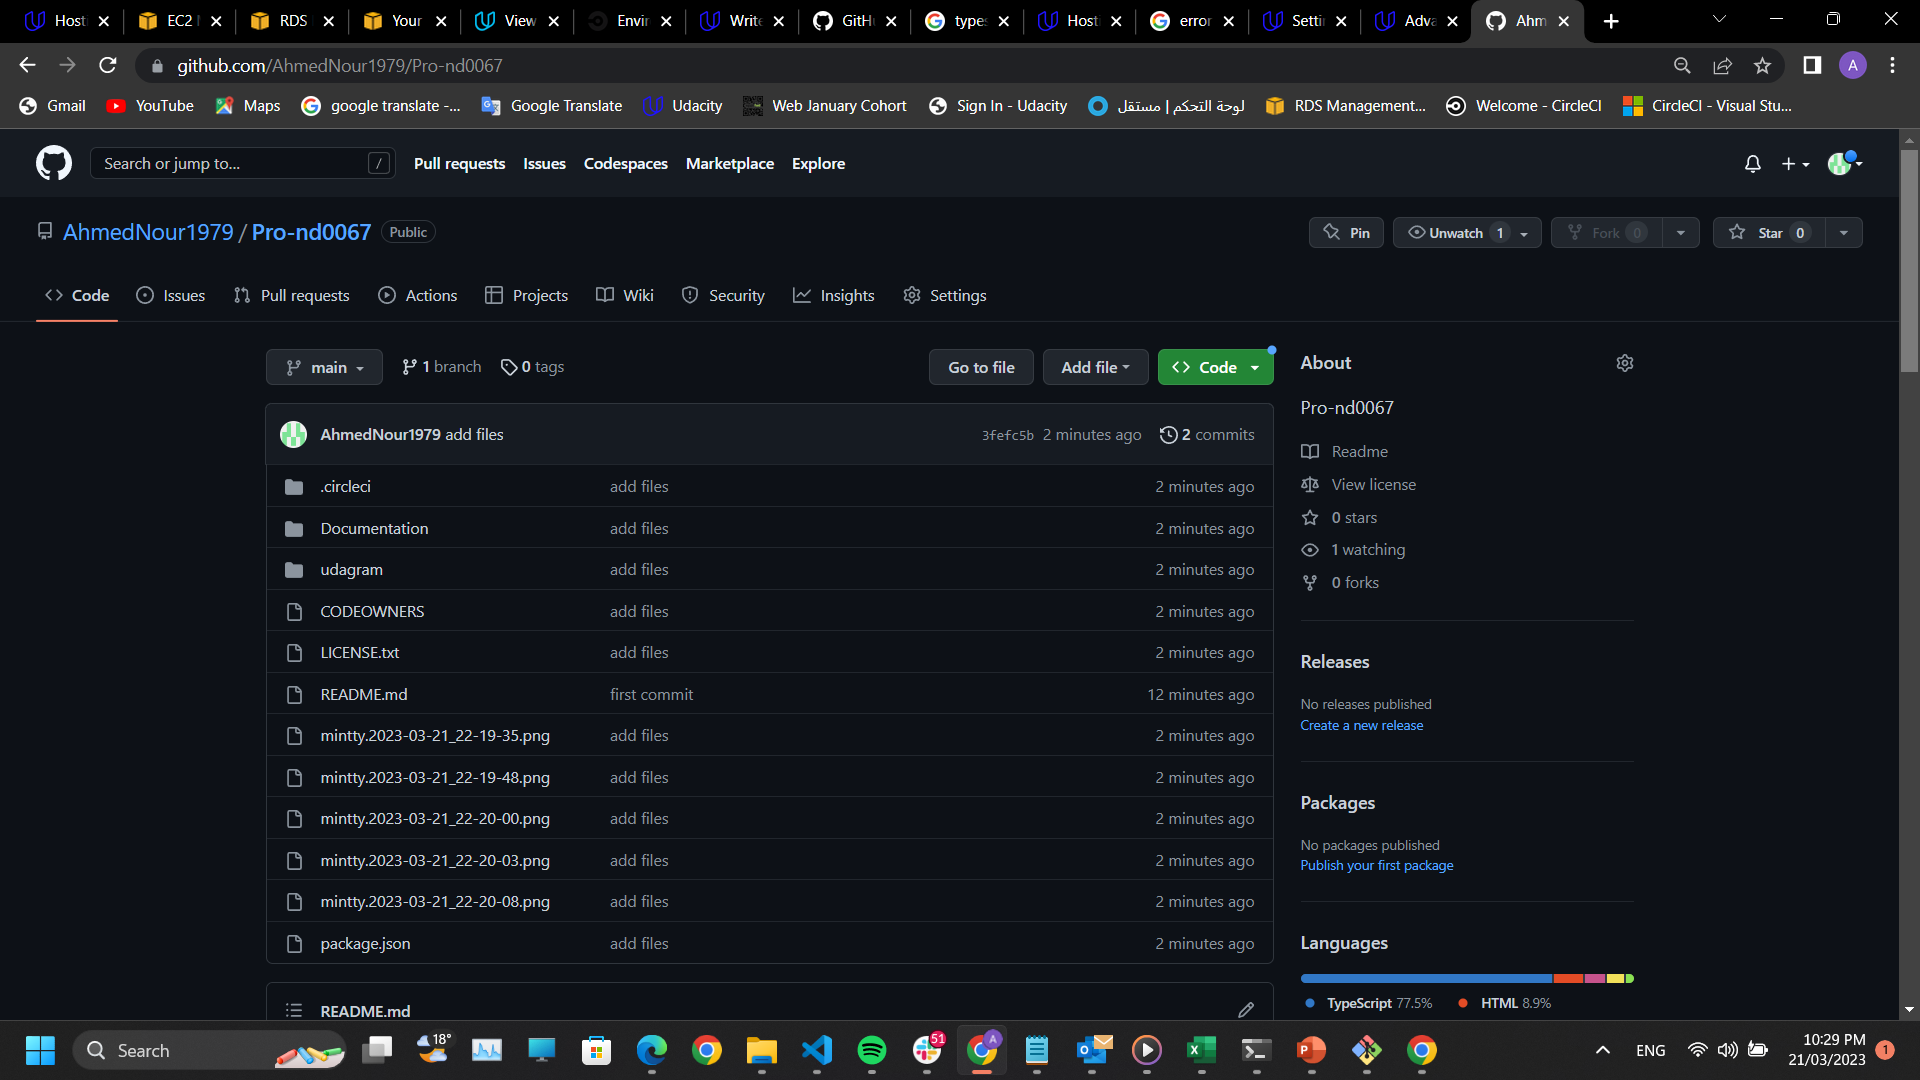 Hosti EC2 RDS Your View Envir Write GitHu types Hosti error Settin Adva Ahm
github.com/AhmedNour1979/Pro-nd0067 A
Gmail YouTube Maps google translate -... Google Translate Udacity Web January Cohort Sign In - Udacity لوحة التحكم | مستقل RDS Management... Welcome - CircleCI CircleCI - Visual Stu...
Search or jump to... / Pull requests Issues Codespaces Marketplace Explore
AhmedNour1979 / Pro-nd0067 Public Pin Unwatch 1 Fork 0 Star 0
Code Issues Pull requests Actions Projects Wiki Security Insights Settings
main 1 branch 0 tags Go to file Add file Code
AhmedNour1979 add files 3fefc5b 2 minutes ago 2 commits
.circleci add files 2 minutes ago
Documentation add files 2 minutes ago
udagram add files 2 minutes ago
CODEOWNERS add files 2 minutes ago
LICENSE.txt add files 2 minutes ago
README.md first commit 12 minutes ago
mintty.2023-03-21_22-19-35.png add files 2 minutes ago
mintty.2023-03-21_22-19-48.png add files 2 minutes ago
mintty.2023-03-21_22-20-00.png add files 2 minutes ago
mintty.2023-03-21_22-20-03.png add files 2 minutes ago
mintty.2023-03-21_22-20-08.png add files 2 minutes ago
package.json add files 2 minutes ago
README.md
About
Pro-nd0067
Readme
View license
0 stars
1 watching
0 forks
Releases
No releases published
Create a new release
Packages
No packages published
Publish your first package
Languages
TypeScript 77.5% HTML 8.9%
Search 18° 51 A ENG 10:29 PM 1
21/03/2023